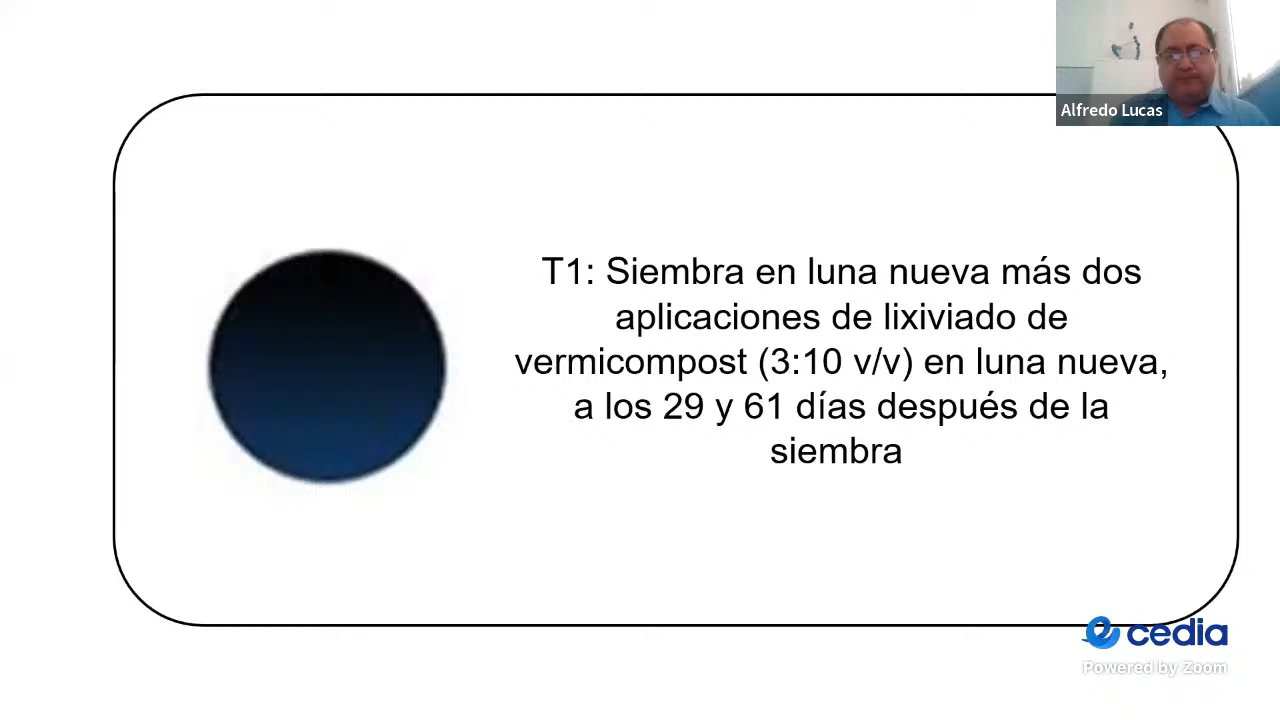 Alfredo Lucas
T1: Siembra en luna nueva más dos
aplicaciones de lixiviado de
vermicompost (3:10 v/v) en luna nueva,
a los 29 y 61 días después de la
siembra
cedia
Powered by Zoom